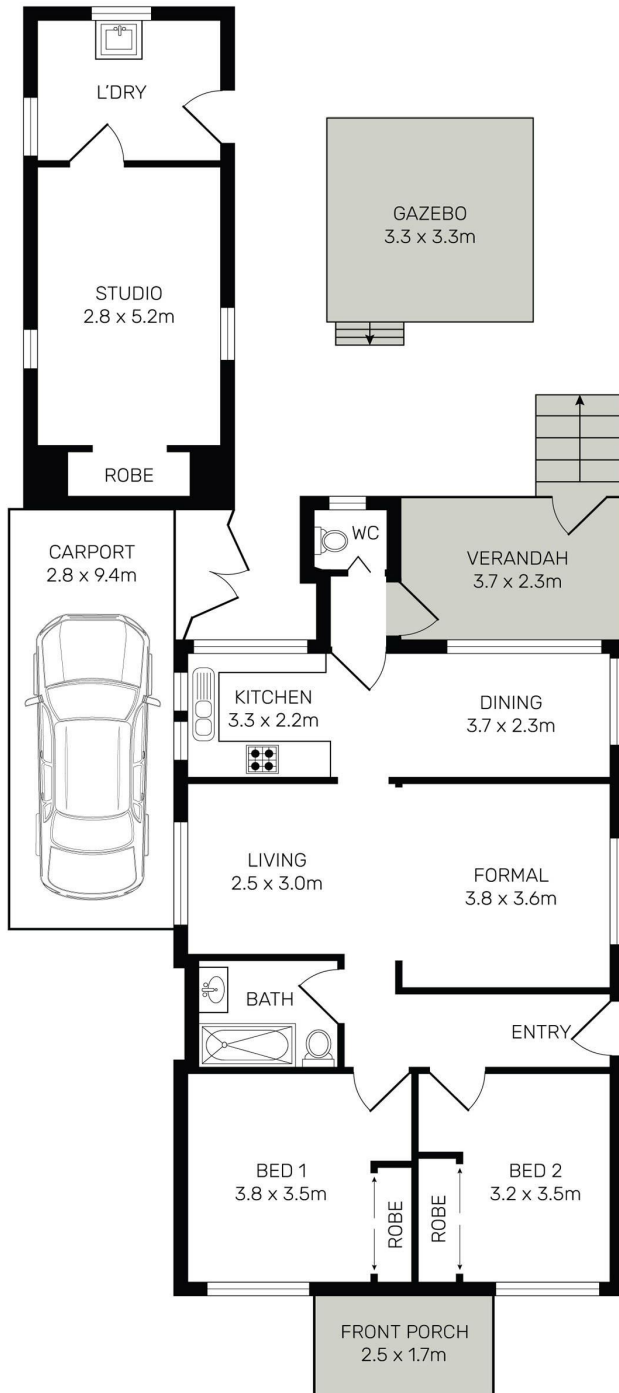 L'DRY
GAZEBO
3.3 x 3.3m
STUDIO
2.8 x 5.2m
ROBE
CARPORT
2.8 x 9.4m
WC
VERANDAH
3.7 x 2.3m
KITCHEN
3.3 x 2.2m
DINING
3.7 x 2.3m
LIVING
2.5 x 3.0m
FORMAL
3.8 x 3.6m
BATH
ENTRY
BED 1
3.8 x 3.5m
ROBE
ROBE
BED 2
3.2 x 3.5m
FRONT PORCH
2.5 x 1.7m